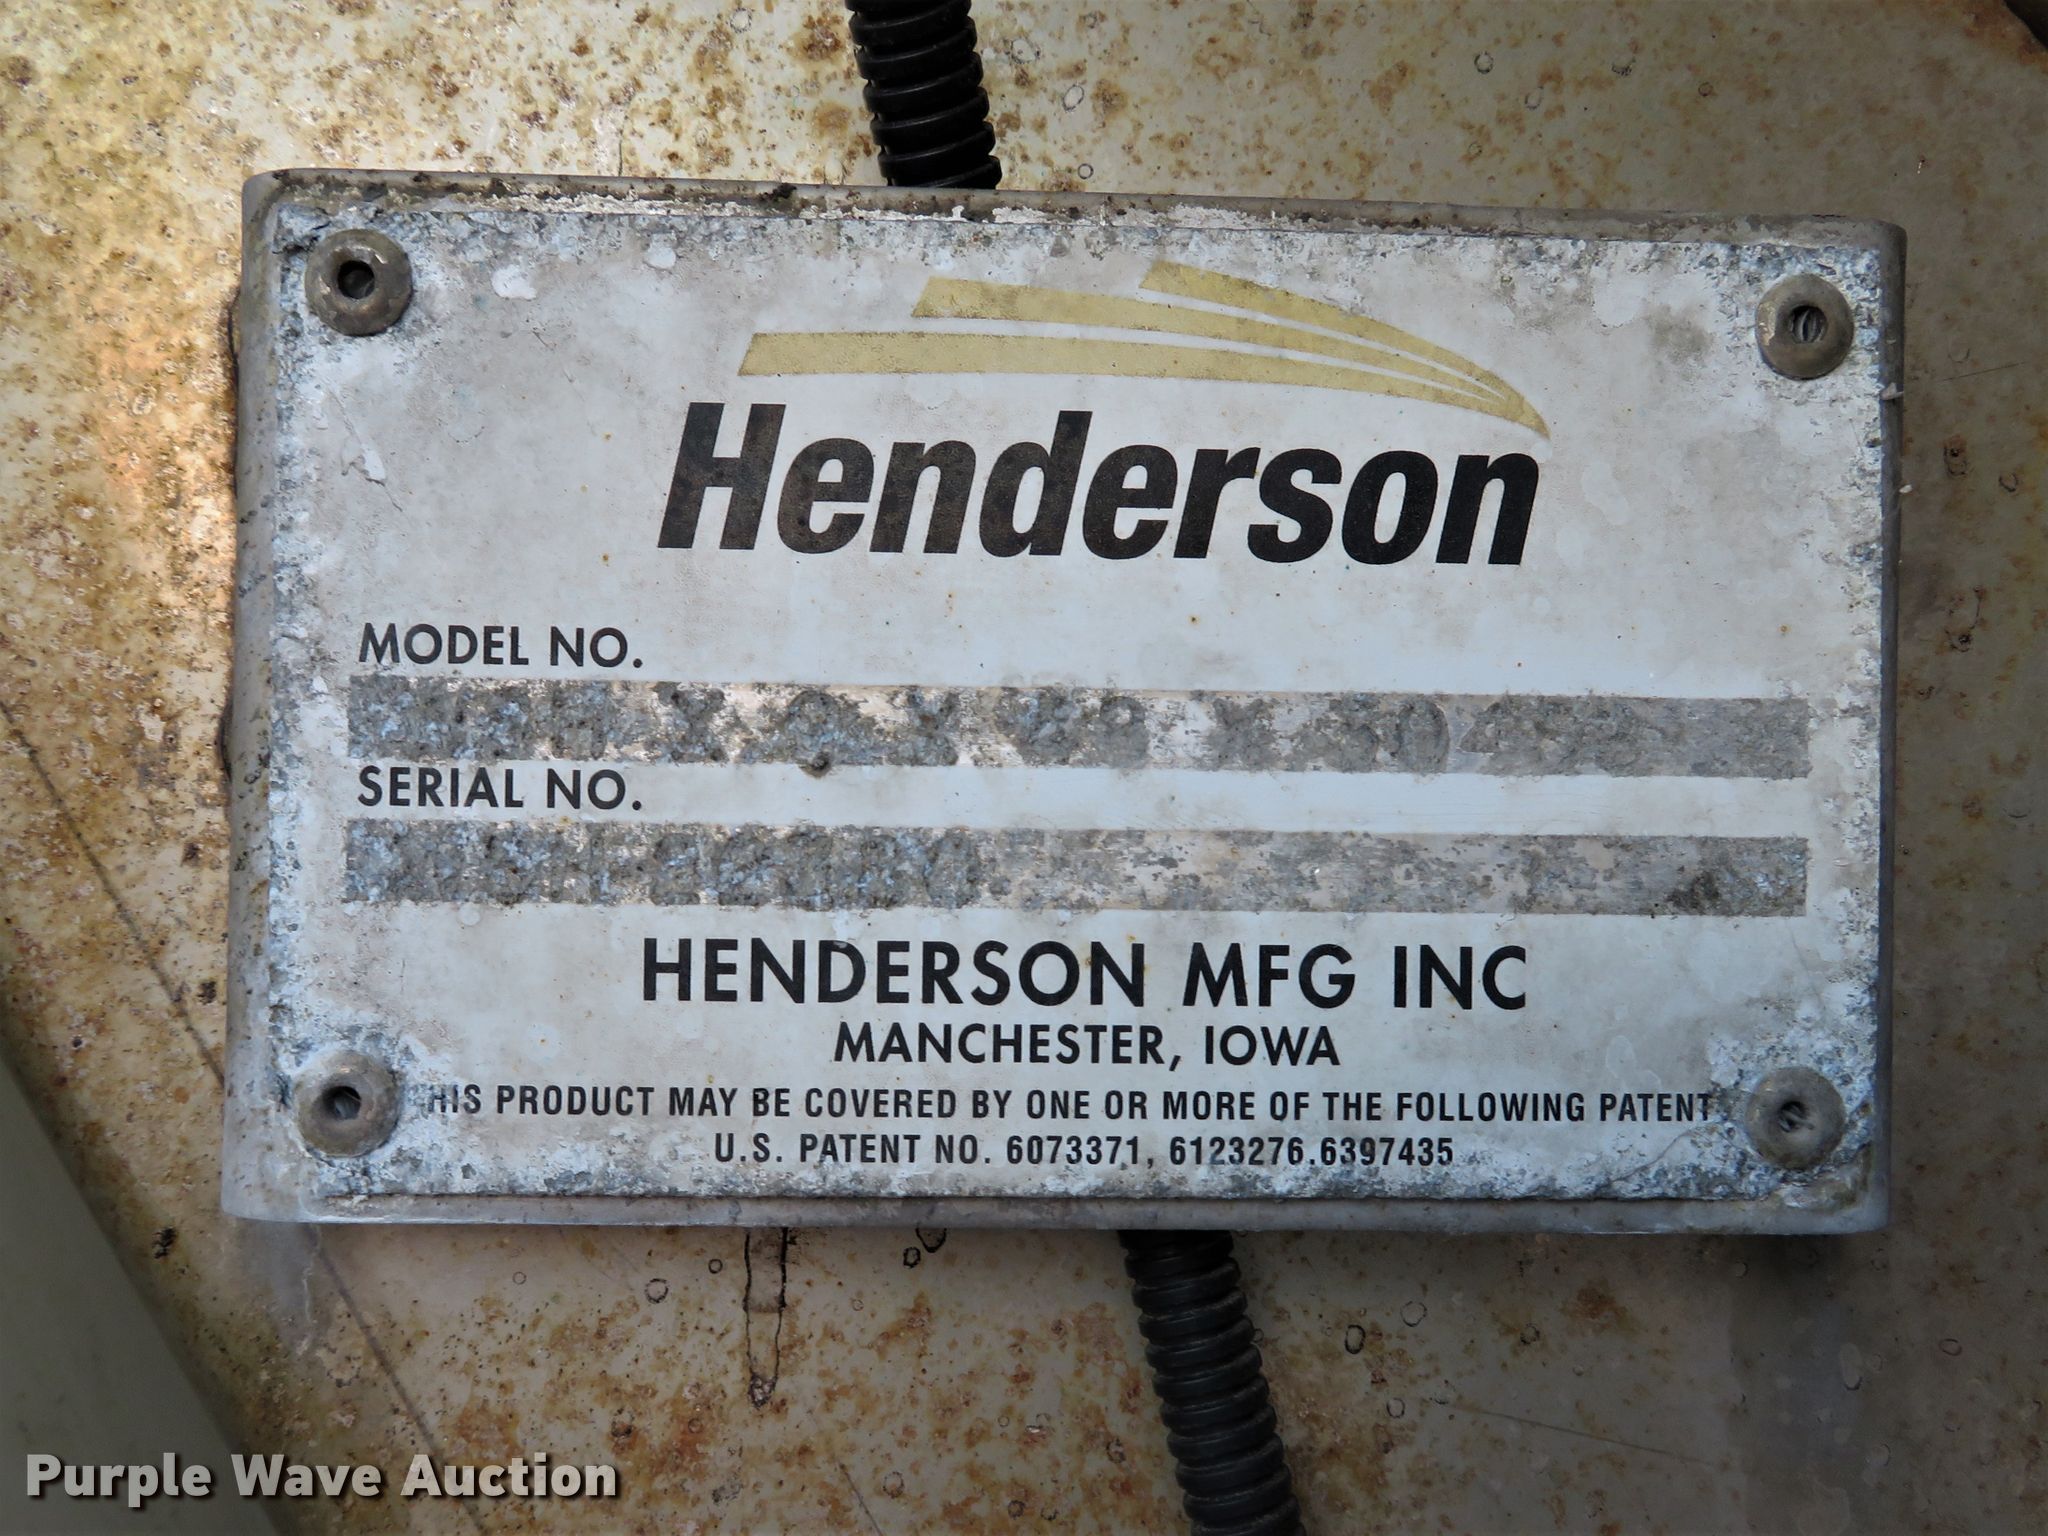 Henderson
MODEL NO.
SERIAL NO.
HENDERSON MFG INC
MANCHESTER, IOWA
THIS PRODUCT MAY BE COVERED BY ONE OR MORE OF THE FOLLOWING PATENT
U.S. PATENT NO. 6073371, 6123276.6397435
Purple Wave Auction